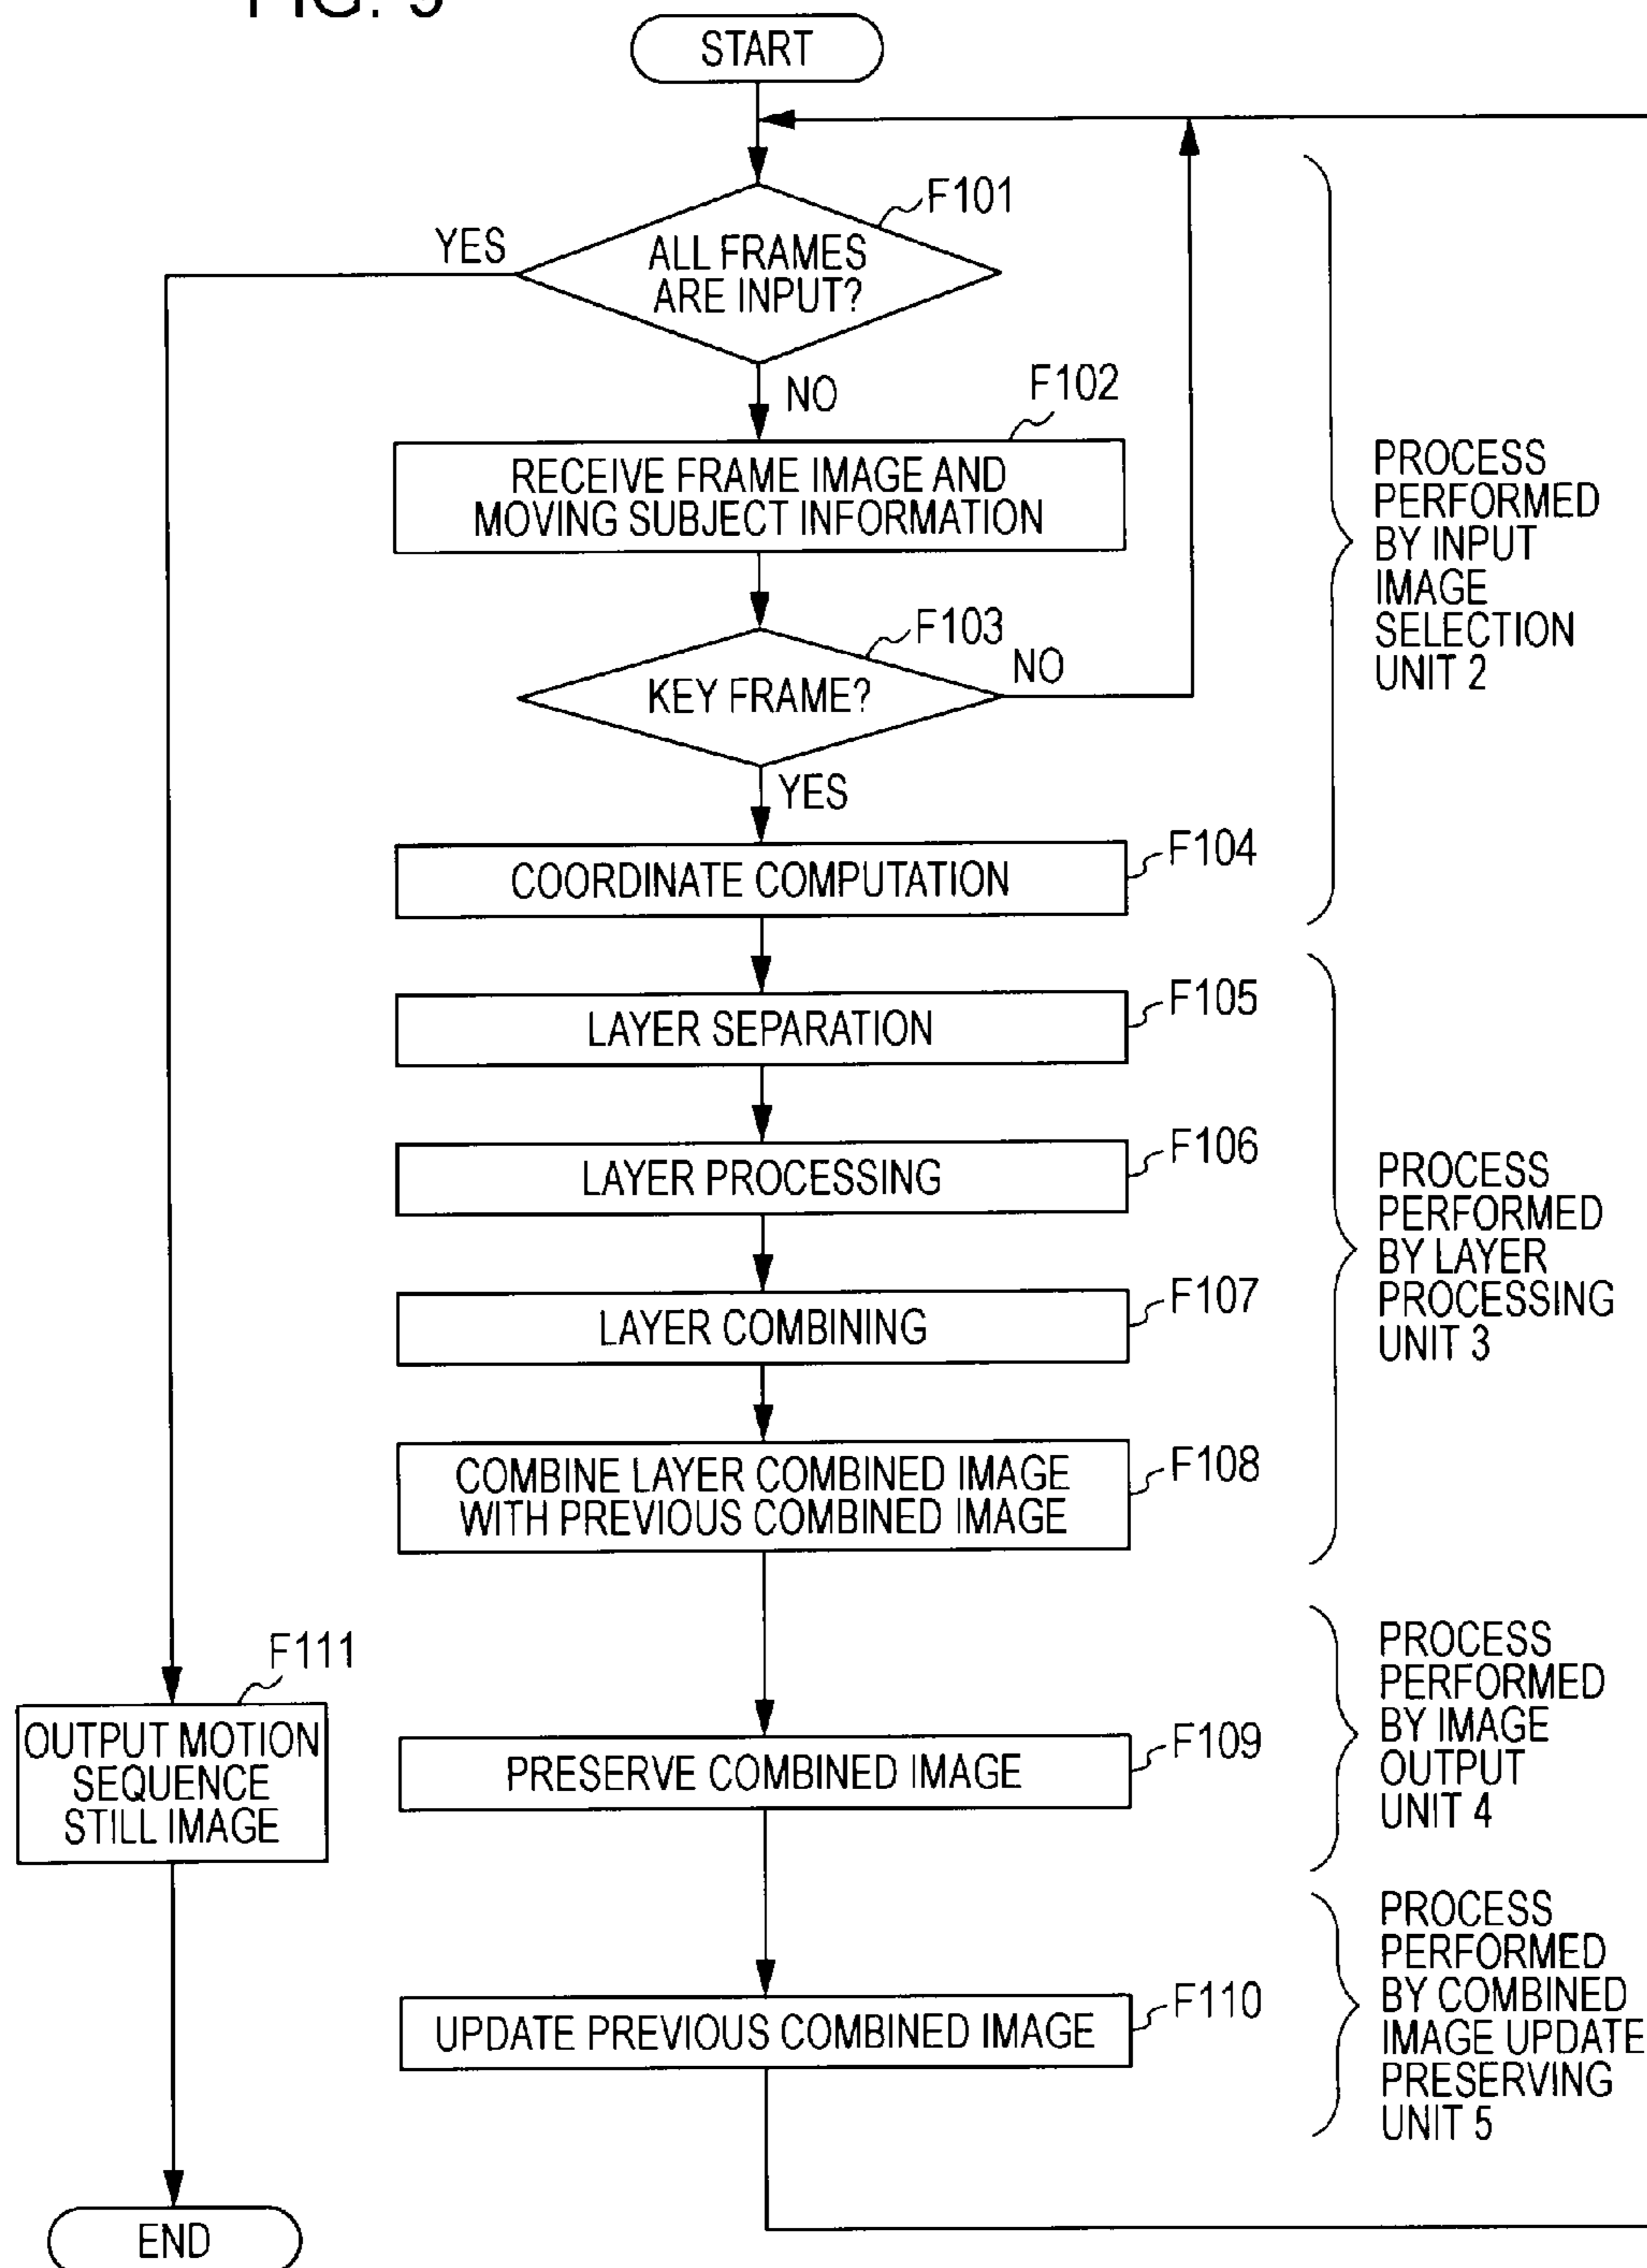 START
F101
YES
ALL FRAMES
ARE INPUT?
NO
F102
RECEIVE FRAME IMAGE AND
MOVING SUBJECT INFORMATION
F103
NO
KEY FRAME?
YES
F104
COORDINATE COMPUTATION
PROCESS
PERFORMED
BY INPUT
IMAGE
SELECTION
UNIT 2
F105
LAYER SEPARATION
F106
LAYER PROCESSING
F107
LAYER COMBINING
F108
COMBINE LAYER COMBINED IMAGE
WITH PREVIOUS COMBINED IMAGE
PROCESS
PERFORMED
BY LAYER
PROCESSING
UNIT 3
F111
OUTPUT MOTION
SEQUENCE
STILL IMAGE
F109
PRESERVE COMBINED IMAGE
PROCESS
PERFORMED
BY IMAGE
OUTPUT
UNIT 4
F110
UPDATE PREVIOUS COMBINED IMAGE
PROCESS
PERFORMED
BY COMBINED
IMAGE UPDATE
PRESERVING
UNIT 5
END